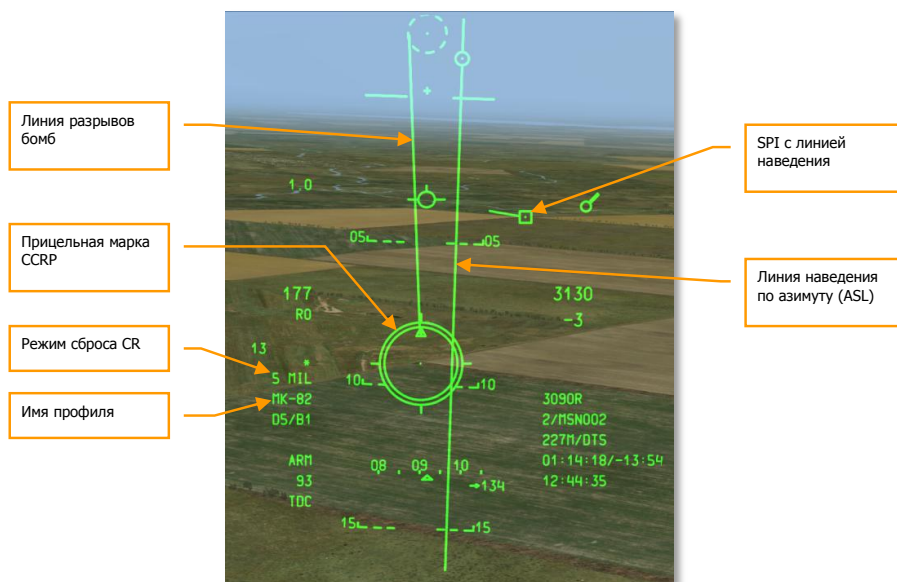 Линия разрывов
бомб
Прицельная марка
CCRP
Режим сброса CR
Имя профиля
SPI с линией
наведения
Линия наведения
по азимуту (ASL)
1.0
05 05
177 3130
RO -3
13
*
S MIL
10 10
MK-82 3090R
D5/B1 2/MSN002
227M/DTS
ARM 08 09 10 01:14:18/-13:54
93 →134 12:44:35
TDC
15 15